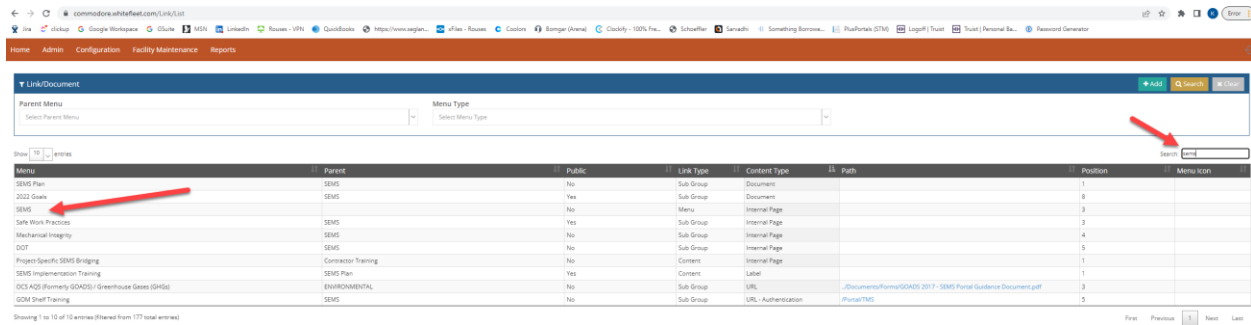 commodore.whitefleet.com/Link/List
Error
Jira clickup Google Workspace GSuite MSN LinkedIn Rouses - VPN QuickBooks https://www.seglan... xFiles - Rouses Coolors Bomgar (Arena) Clockify - 100% Fre... Schoeffler Sarvadhi Something Borrowe... PlusPortals (STM) Logoff | Truist Truist | Personal Ba... Password Generator
Home Admin Configuration Facility Maintenance Reports
Link/Document + Add Search Clear
Parent Menu Menu Type
Select Parent Menu Select Menu Type
Show 10 entries Search: sems
Menu Parent Public Link Type Content Type Path Position Menu Icon
SEMS Plan SEMS No Sub Group Document 1
2022 Goals SEMS Yes Sub Group Document 8
SEMS No Menu Internal Page 3
Safe Work Practices SEMS Yes Sub Group Internal Page 3
Mechanical Integrity SEMS No Sub Group Internal Page 4
DOT SEMS No Sub Group Internal Page 5
Project-Specific SEMS Bridging Contractor Training No Content Internal Page 1
SEMS Implementation Training SEMS Plan Yes Content Label 1
OCS AQS (Formerly GOADS) / Greenhouse Gases (GHGs) ENVIRONMENTAL No Sub Group URL ../Documents/Forms/GOADS 2017 - SEMS Portal Guidance Document.pdf 3
GOM Shelf Training SEMS No Sub Group URL - Authentication /Portal/TMS 5
Showing 1 to 10 of 10 entries (filtered from 177 total entries) First Previous 1 Next Last